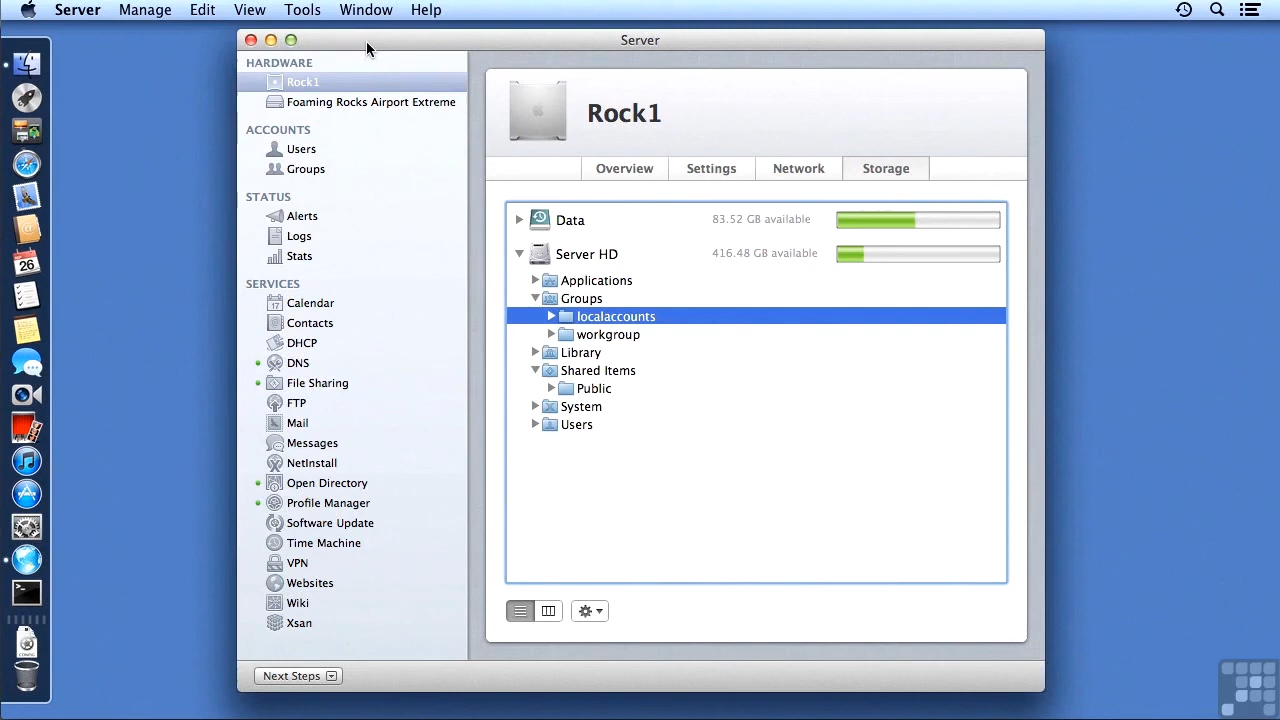 Server Manage Edit View Tools Window Help
Server
HARDWARE
Rock1
Foaming Rocks Airport Extreme
ACCOUNTS
Users
Groups
STATUS
Alerts
Logs
Stats
SERVICES
Calendar
Contacts
DHCP
DNS
File Sharing
FTP
Mail
Messages
NetInstall
Open Directory
Profile Manager
Software Update
Time Machine
VPN
Websites
Wiki
Xsan
Next Steps
Rock1
Overview Settings Network Storage
Data 83.52 GB available
Server HD 416.48 GB available
Applications
Groups
localaccounts
workgroup
Library
Shared Items
Public
System
Users
26
17
CONFIG